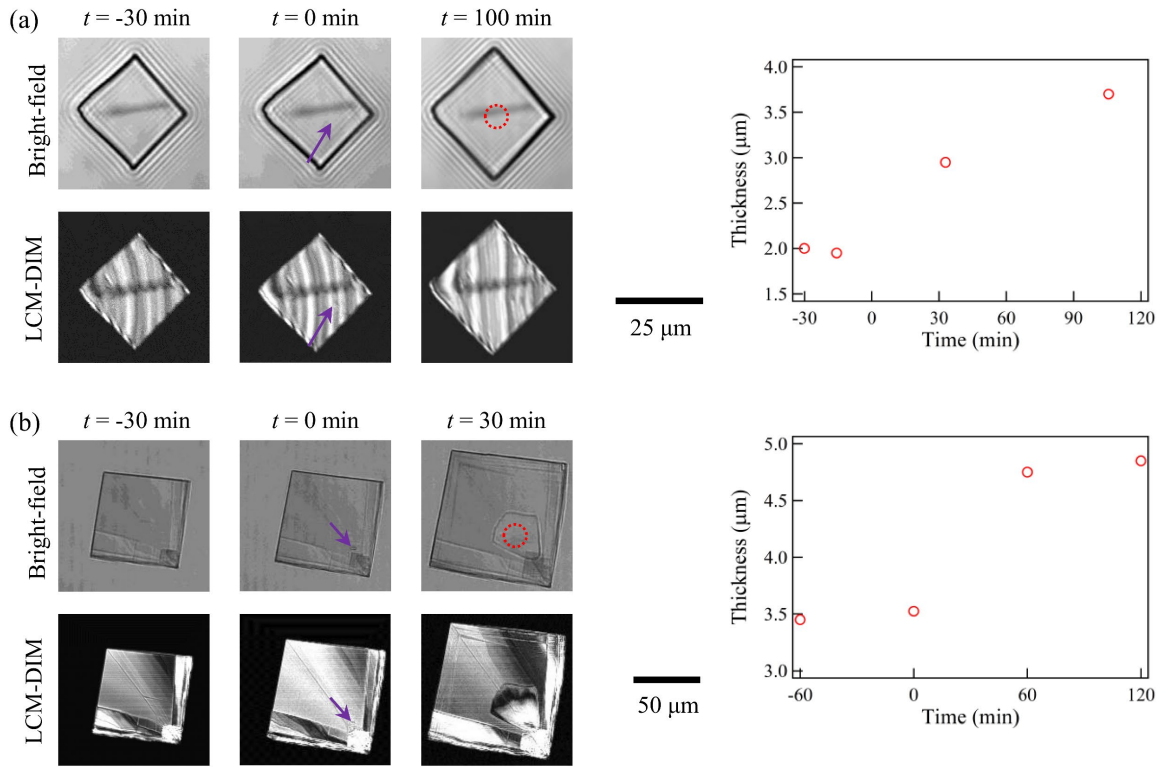 (a)
t = -30 min
t = 0 min
t = 100 min
Bright-field
LCM-DIM
25 μm
4.0
3.5
3.0
2.5
2.0
1.5
Thickness (μm)
-30
0
30
60
90
120
Time (min)
(b)
t = -30 min
t = 0 min
t = 30 min
Bright-field
LCM-DIM
50 μm
5.0
4.5
4.0
3.5
3.0
Thickness (μm)
-60
0
60
120
Time (min)